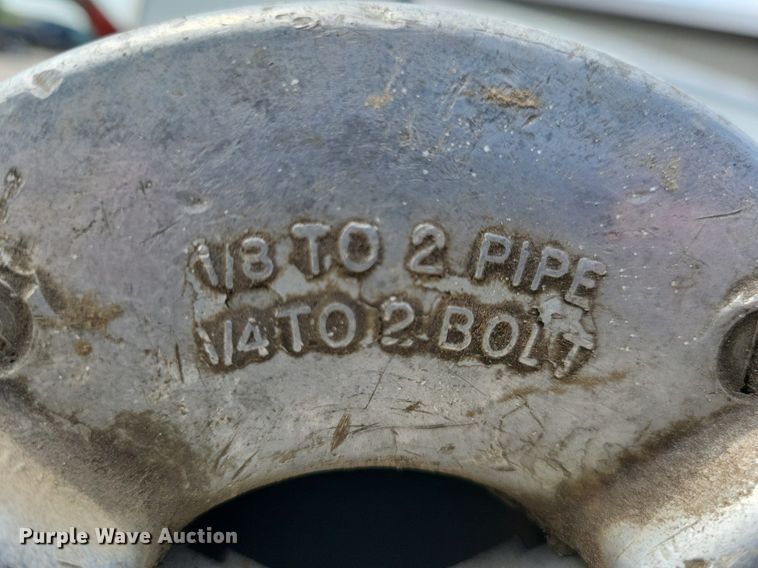 1/8 TO 2 PIPE
1/4 TO 2 BOLT
Purple Wave Auction